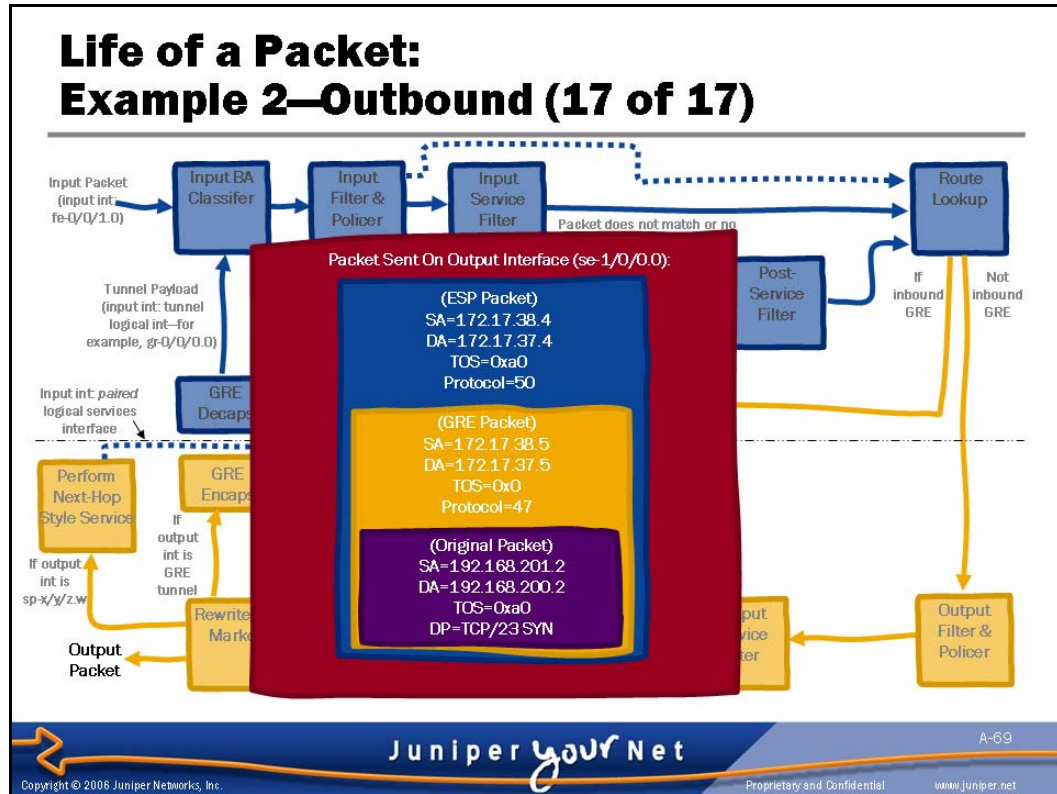 Life of a Packet:
Example 2—Outbound (17 of 17)
Input Packet
(input int:
fe-0/0/1.0)
Input BA
Classifer
Input
Filter &
Policer
Input
Service
Filter
Packet does not match or no
Route
Lookup
Tunnel Payload
(input int: tunnel
logical int—for
example, gr-0/0/0.0)
Input int: paired
logical services
interface
GRE
Decaps
Packet Sent On Output Interface (se-1/0/0.0):
(ESP Packet)
SA=172.17.38.4
DA=172.17.37.4
TOS=0xa0
Protocol=50
(GRE Packet)
SA=172.17.38.5
DA=172.17.37.5
TOS=0x0
Protocol=47
(Original Packet)
SA=192.168.201.2
DA=192.168.200.2
TOS=0xa0
DP=TCP/23 SYN
Post-
Service
Filter
If
inbound
GRE
Not
inbound
GRE
Perform
Next-Hop
Style Service
GRE
Encaps
If
output
int is
GRE
tunnel
If output
int is
sp-x/y/z.w
Rewrite
Output
Packet
Output
Filter &
Policer
Juniper your Net
A-69
Copyright © 2006 Juniper Networks, Inc.
Proprietary and Confidential
www.juniper.net